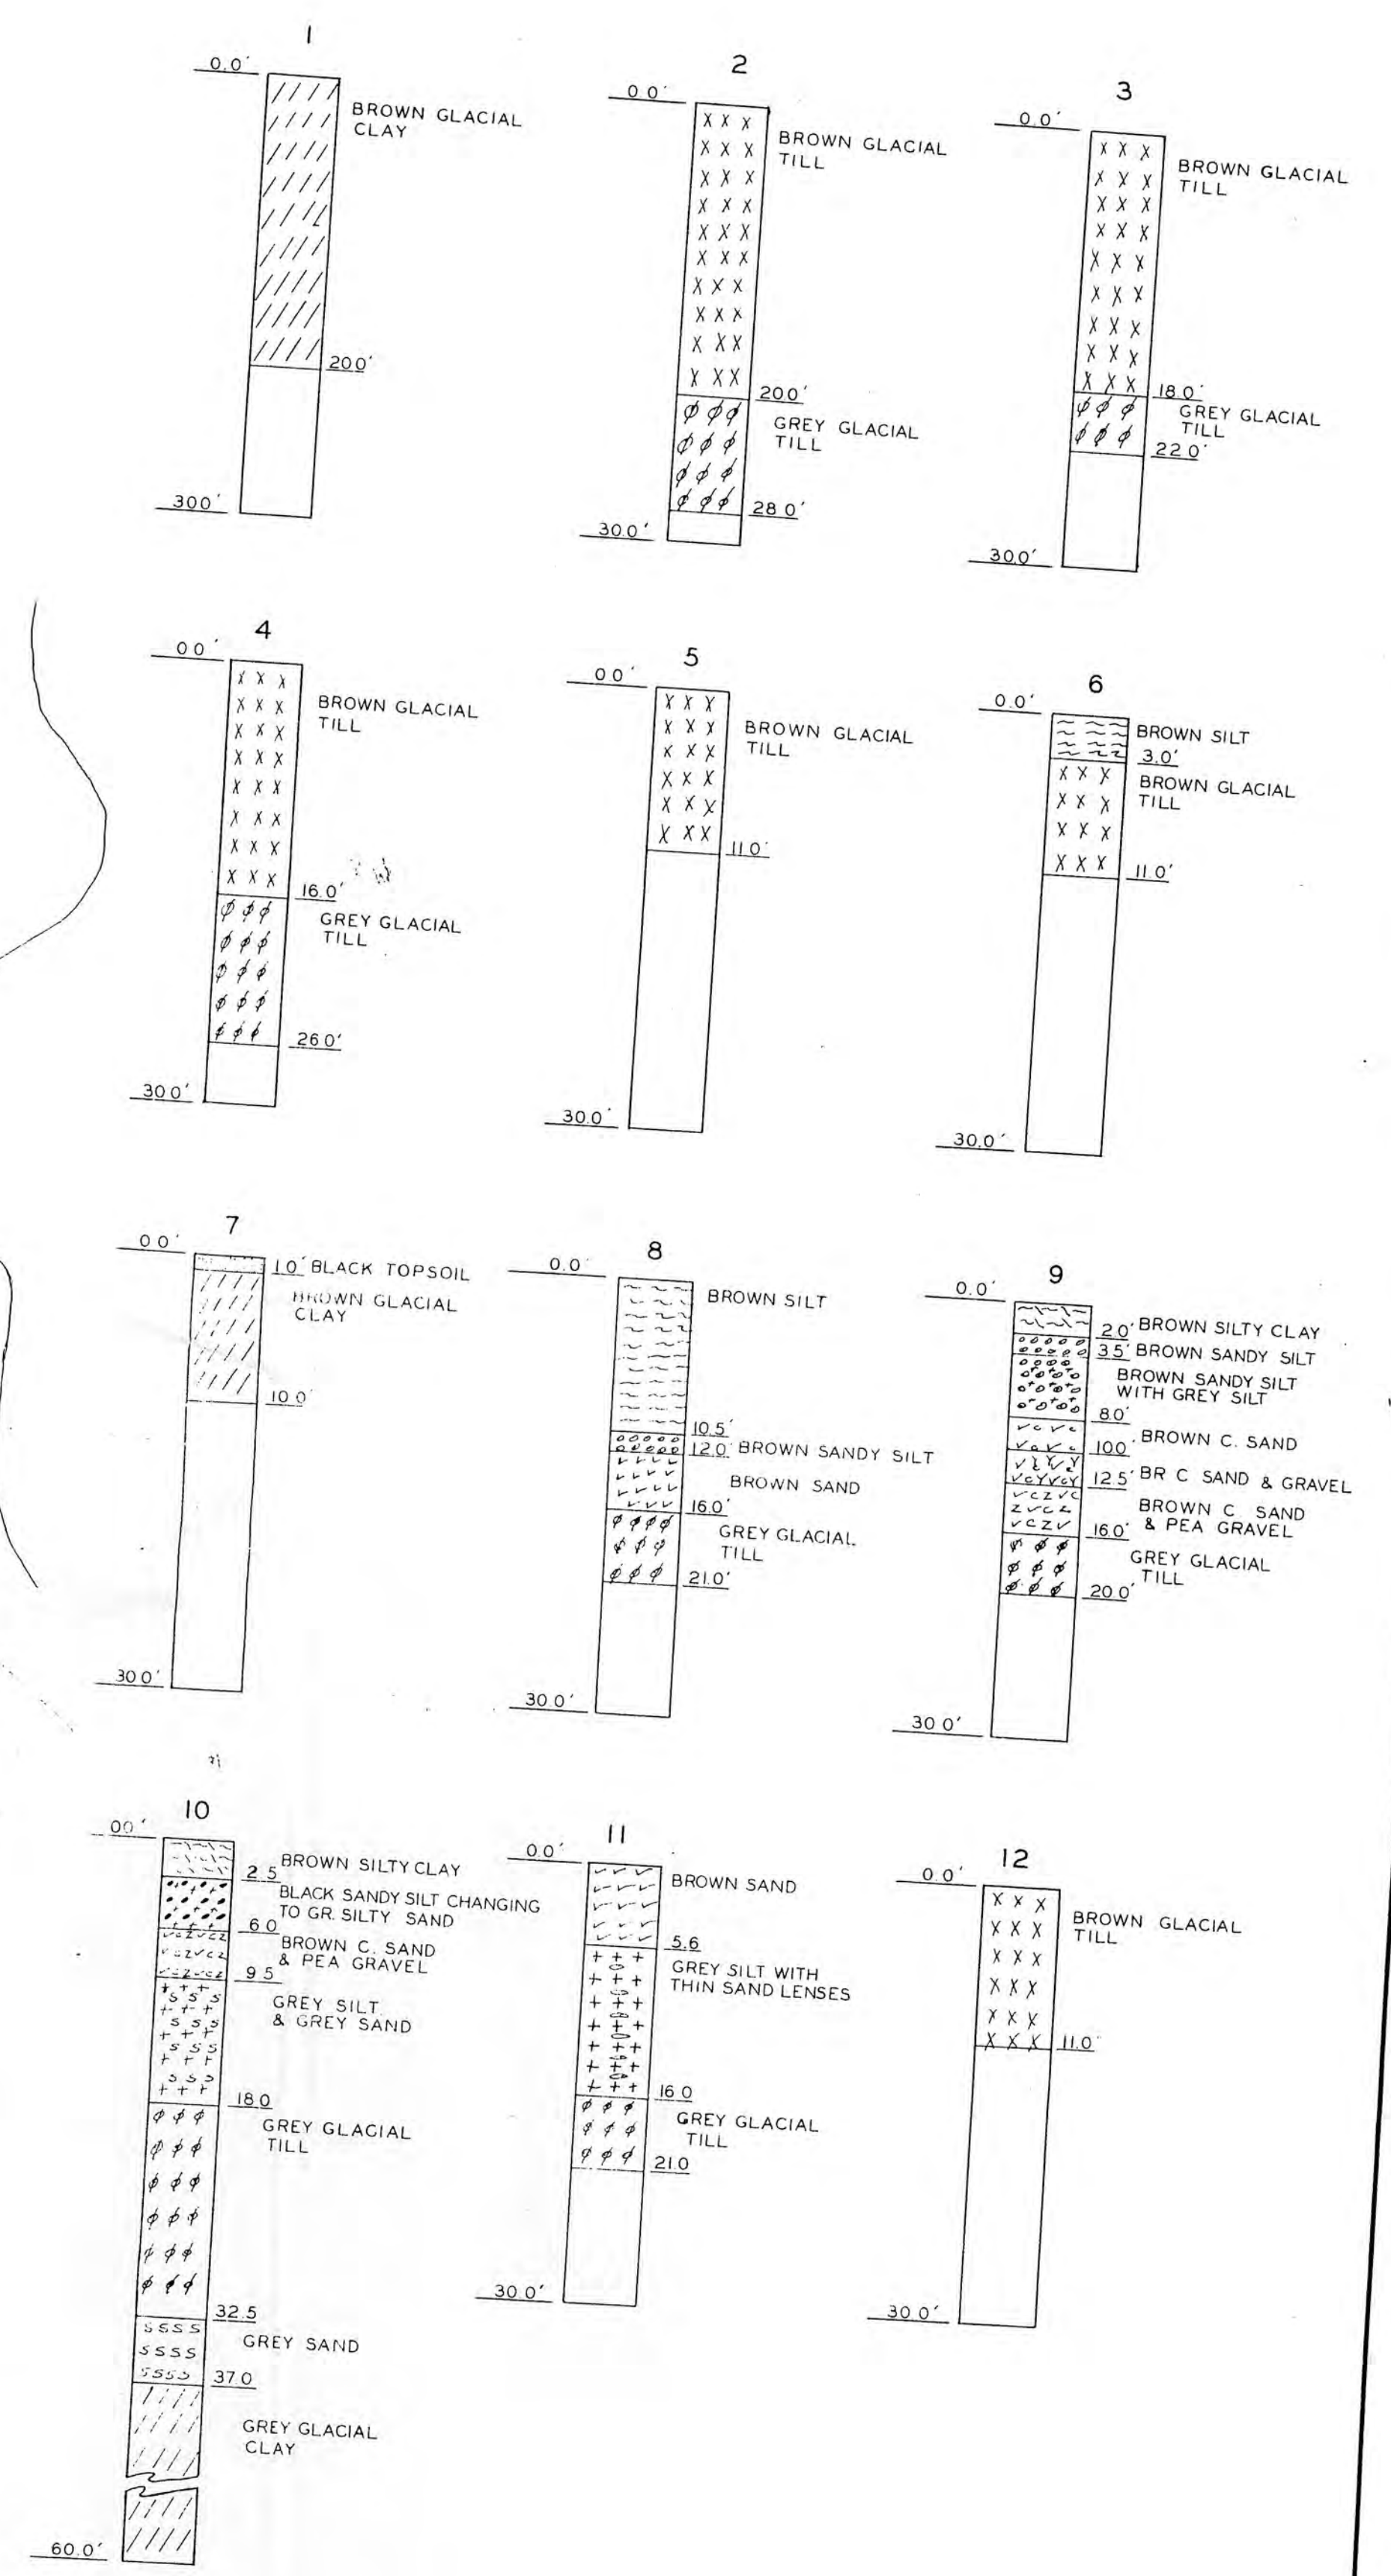 1
0.0'
BROWN GLACIAL
CLAY
20.0'
30.0'
2
0.0'
BROWN GLACIAL
TILL
20.0'
GREY GLACIAL
TILL
28.0'
30.0'
3
0.0'
BROWN GLACIAL
TILL
18.0'
GREY GLACIAL
TILL
22.0'
30.0'
4
0.0'
BROWN GLACIAL
TILL
16.0'
GREY GLACIAL
TILL
26.0'
30.0'
5
0.0'
BROWN GLACIAL
TILL
11.0'
30.0'
6
0.0'
BROWN SILT
3.0'
BROWN GLACIAL
TILL
11.0'
30.0'
7
0.0'
1.0' BLACK TOPSOIL
BROWN GLACIAL
CLAY
10.0'
30.0'
8
0.0'
BROWN SILT
10.5'
12.0' BROWN SANDY SILT
BROWN SAND
16.0'
GREY GLACIAL
TILL
21.0'
30.0'
9
0.0'
2.0' BROWN SILTY CLAY
3.5' BROWN SANDY SILT
BROWN SANDY SILT
WITH GREY SILT
8.0'
BROWN C. SAND
10.0'
12.5' BR C SAND & GRAVEL
BROWN C. SAND
& PEA GRAVEL
16.0'
GREY GLACIAL
TILL
20.0'
30.0'
10
0.0'
BROWN SILTY CLAY
2.5
BLACK SANDY SILT CHANGING
TO GR. SILTY SAND
6.0
BROWN C. SAND
& PEA GRAVEL
9.5
GREY SILT
& GREY SAND
18.0
GREY GLACIAL
TILL
32.5
GREY SAND
37.0
GREY GLACIAL
CLAY
60.0'
11
0.0'
BROWN SAND
5.6
GREY SILT WITH
THIN SAND LENSES
16.0
GREY GLACIAL
TILL
21.0
30.0'
12
0.0'
BROWN GLACIAL
TILL
11.0'
30.0'